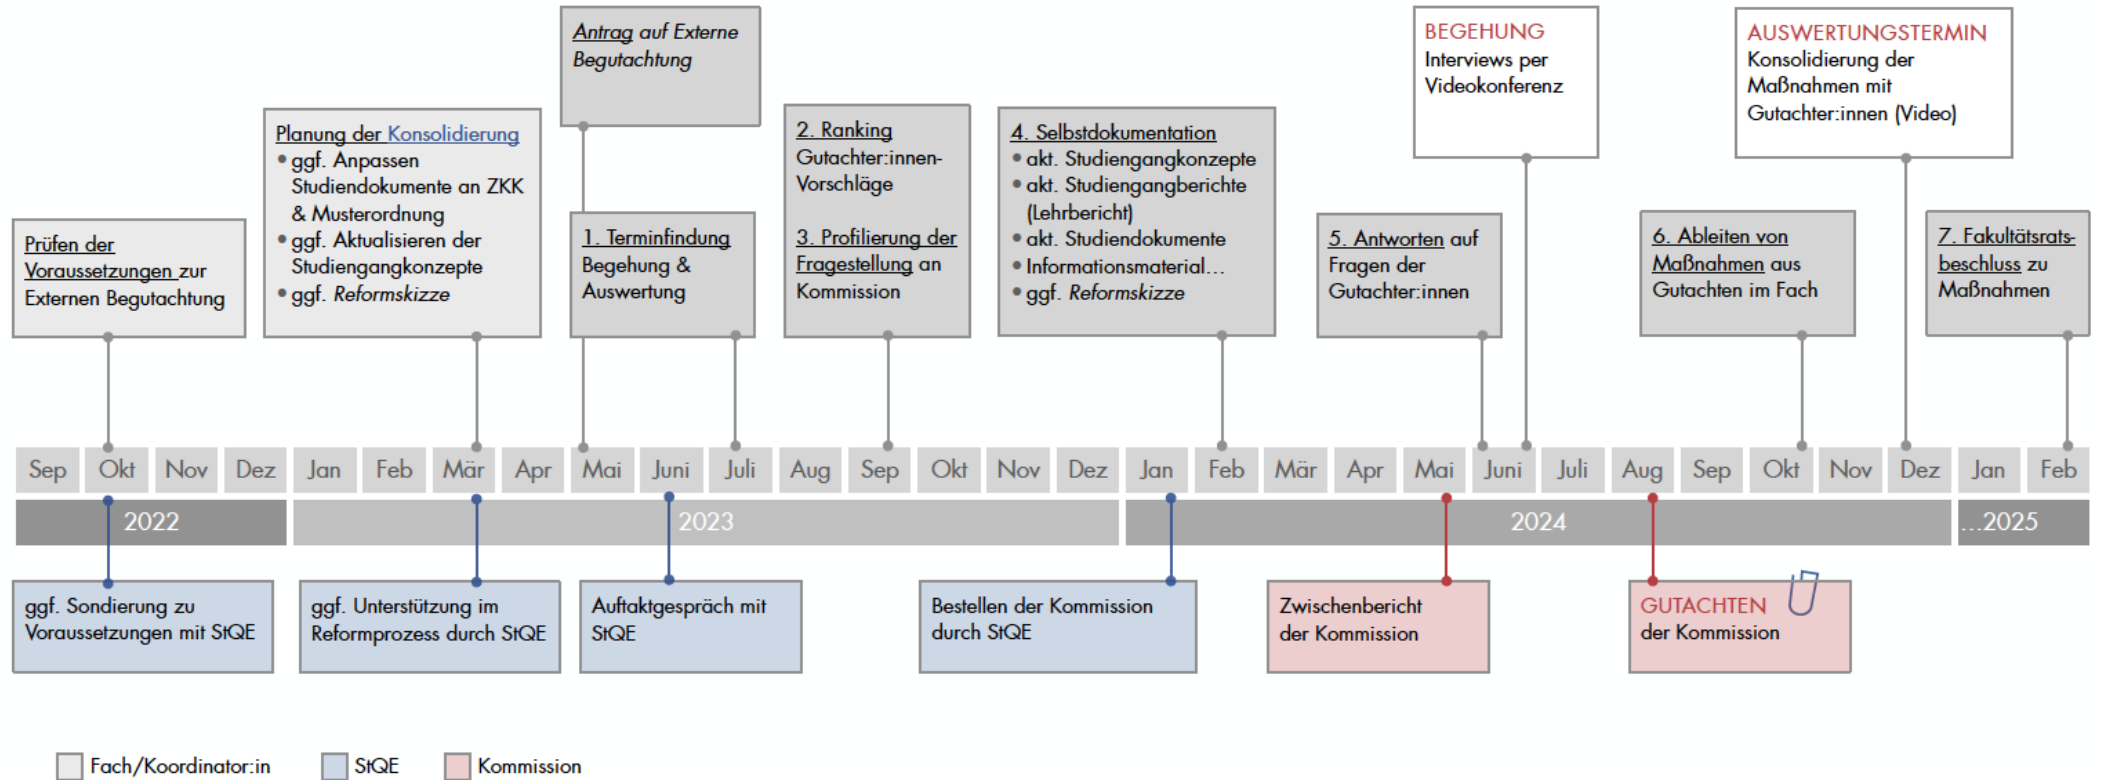 Antrag auf Externe
Begutachtung
BEGEHUNG
Interviews per
Videokonferenz
AUSWERTUNGSTERMIN
Konsolidierung der
Maßnahmen mit
Gutachter:innen (Video)
Prüfen der
Voraussetzungen zur
Externen Begutachtung
Planung der Konsolidierung
• ggf. Anpassen
Studiendokumente an ZKK
& Musterordnung
• ggf. Aktualisieren der
Studiengangkonzepte
• ggf. Reformskizze
1. Terminfindung
Begehung &
Auswertung
2. Ranking
Gutachter:innen-
Vorschläge
3. Profilierung der
Fragestellung an
Kommission
4. Selbstdokumentation
• akt. Studiengangkonzepte
• akt. Studiengangberichte
(Lehrbericht)
• akt. Studiendokumente
• Informationsmaterial...
• ggf. Reformskizze
5. Antworten auf
Fragen der
Gutachter:innen
6. Ableiten von
Maßnahmen aus
Gutachten im Fach
7. Fakultätsrats-
beschluss zu
Maßnahmen
Sep Okt Nov Dez Jan Feb Mär Apr Mai Juni Juli Aug Sep Okt Nov Dez Jan Feb Mär Apr Mai Juni Juli Aug Sep Okt Nov Dez Jan Feb
2022 2023 2024 ...2025
ggf. Sondierung zu
Voraussetzungen mit StQE
ggf. Unterstützung im
Reformprozess durch StQE
Auftaktgespräch mit
StQE
Bestellen der Kommission
durch StQE
Zwischenbericht
der Kommission
GUTACHTEN
der Kommission
Fach/Koordinator:in StQE Kommission